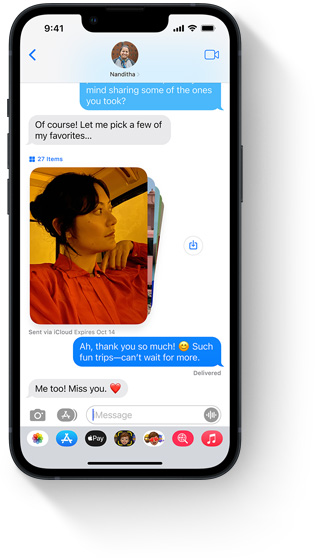 9:41
Nanditha
mind sharing some of the ones
you took?
Of course! Let me pick a few of
my favorites...
27 Items
Sent via iCloud Expires Oct 14
Ah, thank you so much! 😊 Such
fun trips—can't wait for more.
Delivered
Me too! Miss you. ❤️
Message
Pay